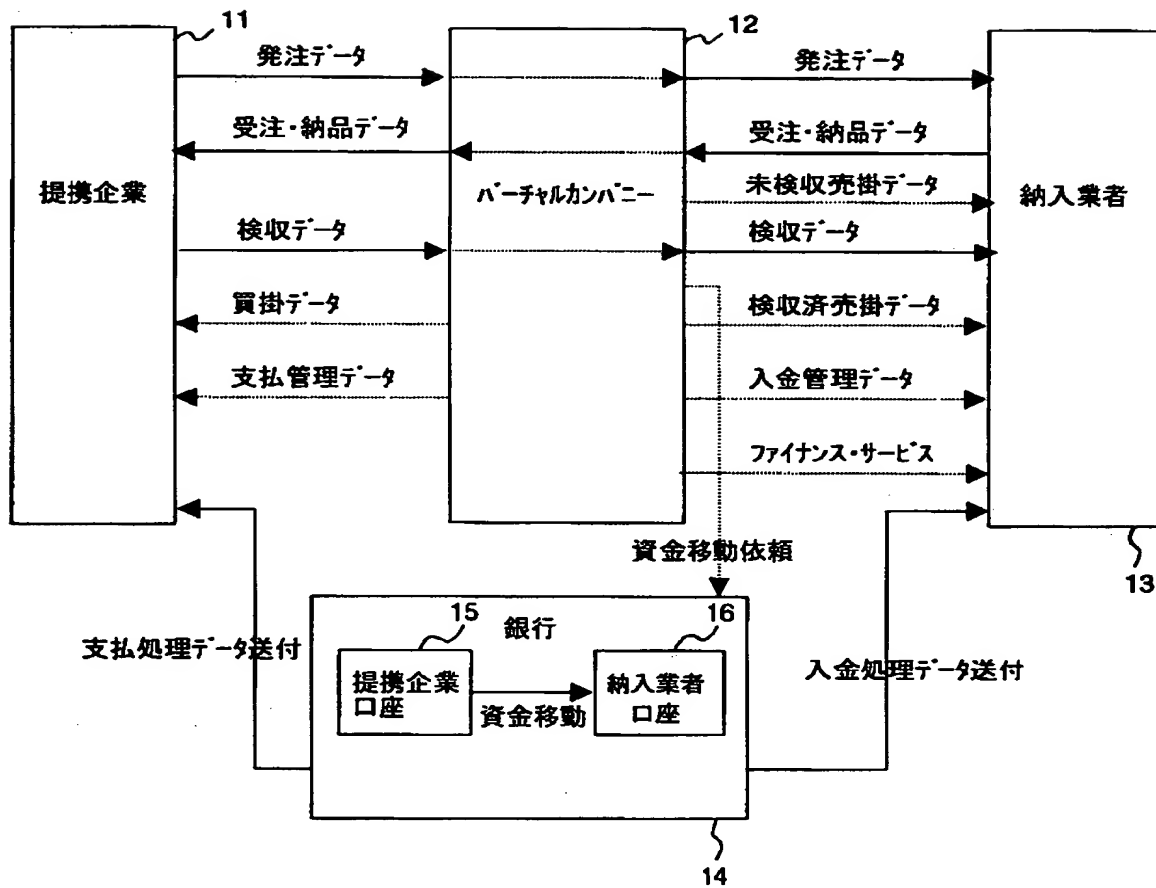 11
12
発注データ
発注データ
受注・納品データ
受注・納品データ
提携企業
バーチャルカンパニー
未検収売掛データ
納入業者
検収データ
検収データ
買掛データ
検収済売掛データ
支払管理データ
入金管理データ
ファイナンス・サービス
資金移動依頼
13
15
銀行
16
支払処理データ送付
入金処理データ送付
提携企業
口座
資金移動
納入業者
口座
14